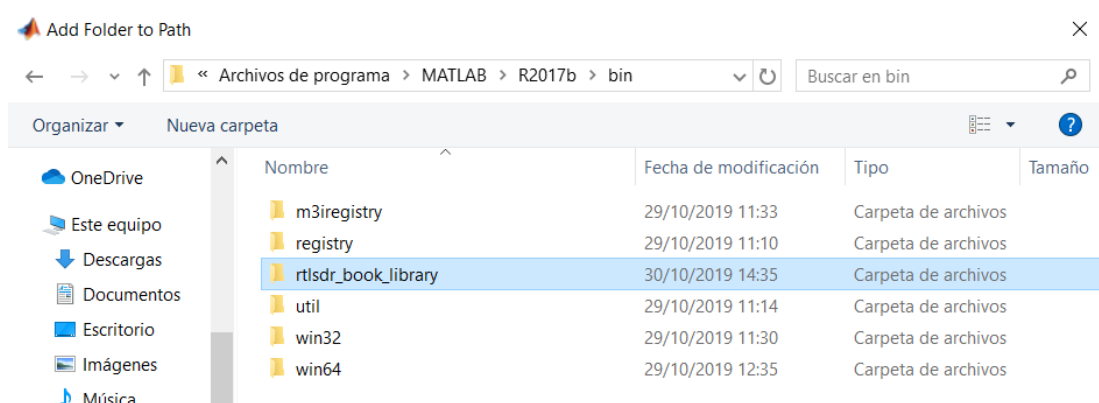 Add Folder to Path
« Archivos de programa > MATLAB > R2017b > bin Buscar en bin
Organizar Nueva carpeta ?
OneDrive Nombre Fecha de modificación Tipo Tamaño
m3iregistry 29/10/2019 11:33 Carpeta de archivos
Este equipo
registry 29/10/2019 11:10 Carpeta de archivos
Descargas
rtlsdr_book_library 30/10/2019 14:35 Carpeta de archivos
Documentos
util 29/10/2019 11:14 Carpeta de archivos
Escritorio
win32 29/10/2019 11:30 Carpeta de archivos
Imágenes
win64 29/10/2019 12:35 Carpeta de archivos
Música